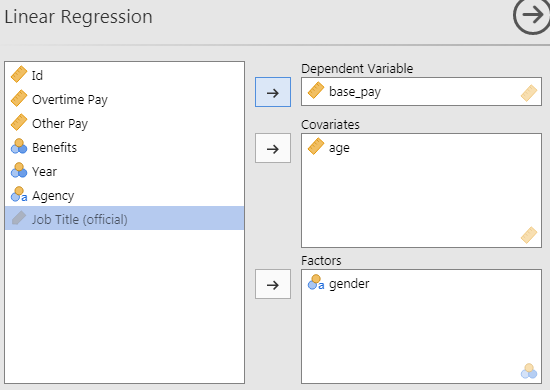 Linear Regression
Id
Overtime Pay
Other Pay
Benefits
Year
Agency
Job Title (official)
Dependent Variable
base_pay
Covariates
age
Factors
gender